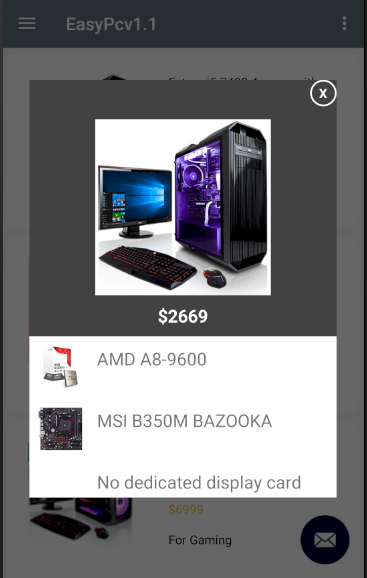 EasyPcv1.1
X
$2669
AMD A8-9600
MSI B350M BAZOOKA
No dedicated display card
$6999
For Gaming